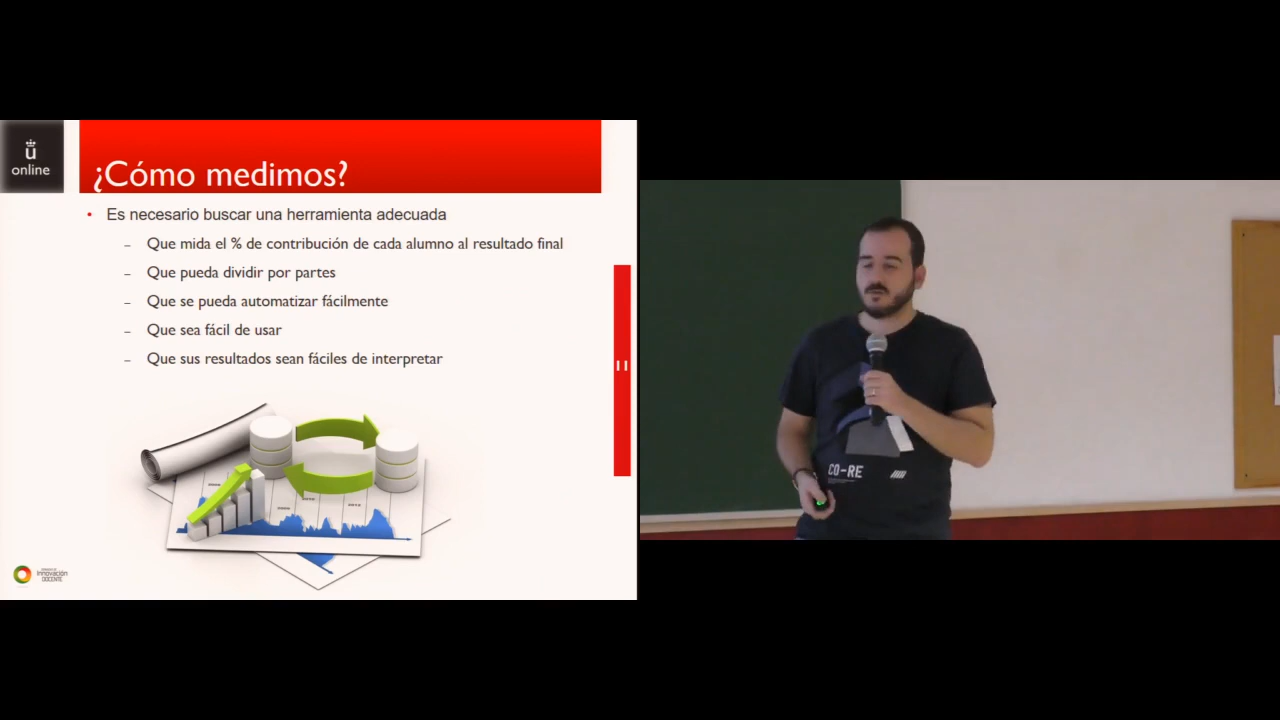 ü
online
¿Cómo medimos?
• Es necesario buscar una herramienta adecuada
– Que mida el % de contribución de cada alumno al resultado final
– Que pueda dividir por partes
– Que se pueda automatizar fácilmente
– Que sea fácil de usar
– Que sus resultados sean fáciles de interpretar
innovación
DOCENTE
CO-RE